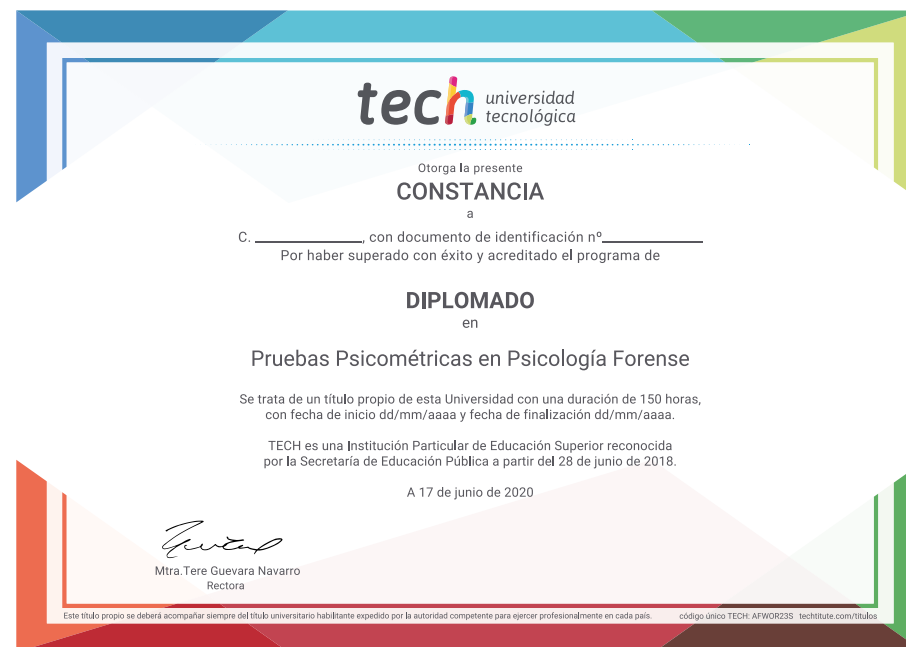 tech universidad
tecnológica
Otorga la presente
CONSTANCIA
a
C. ____________, con documento de identificación nº____________
Por haber superado con éxito y acreditado el programa de
DIPLOMADO
en
Pruebas Psicométricas en Psicología Forense
Se trata de un título propio de esta Universidad con una duración de 150 horas,
con fecha de inicio dd/mm/aaaa y fecha de finalización dd/mm/aaaa.
TECH es una Institución Particular de Educación Superior reconocida
por la Secretaría de Educación Pública a partir del 28 de junio de 2018.
A 17 de junio de 2020
Mtra.Tere Guevara Navarro
Rectora
Este título propio se deberá acompañar siempre del título universitario habilitante expedido por la autoridad competente para ejercer profesionalmente en cada país. código único TECH: AFWOR23S techtitute.com/titulos